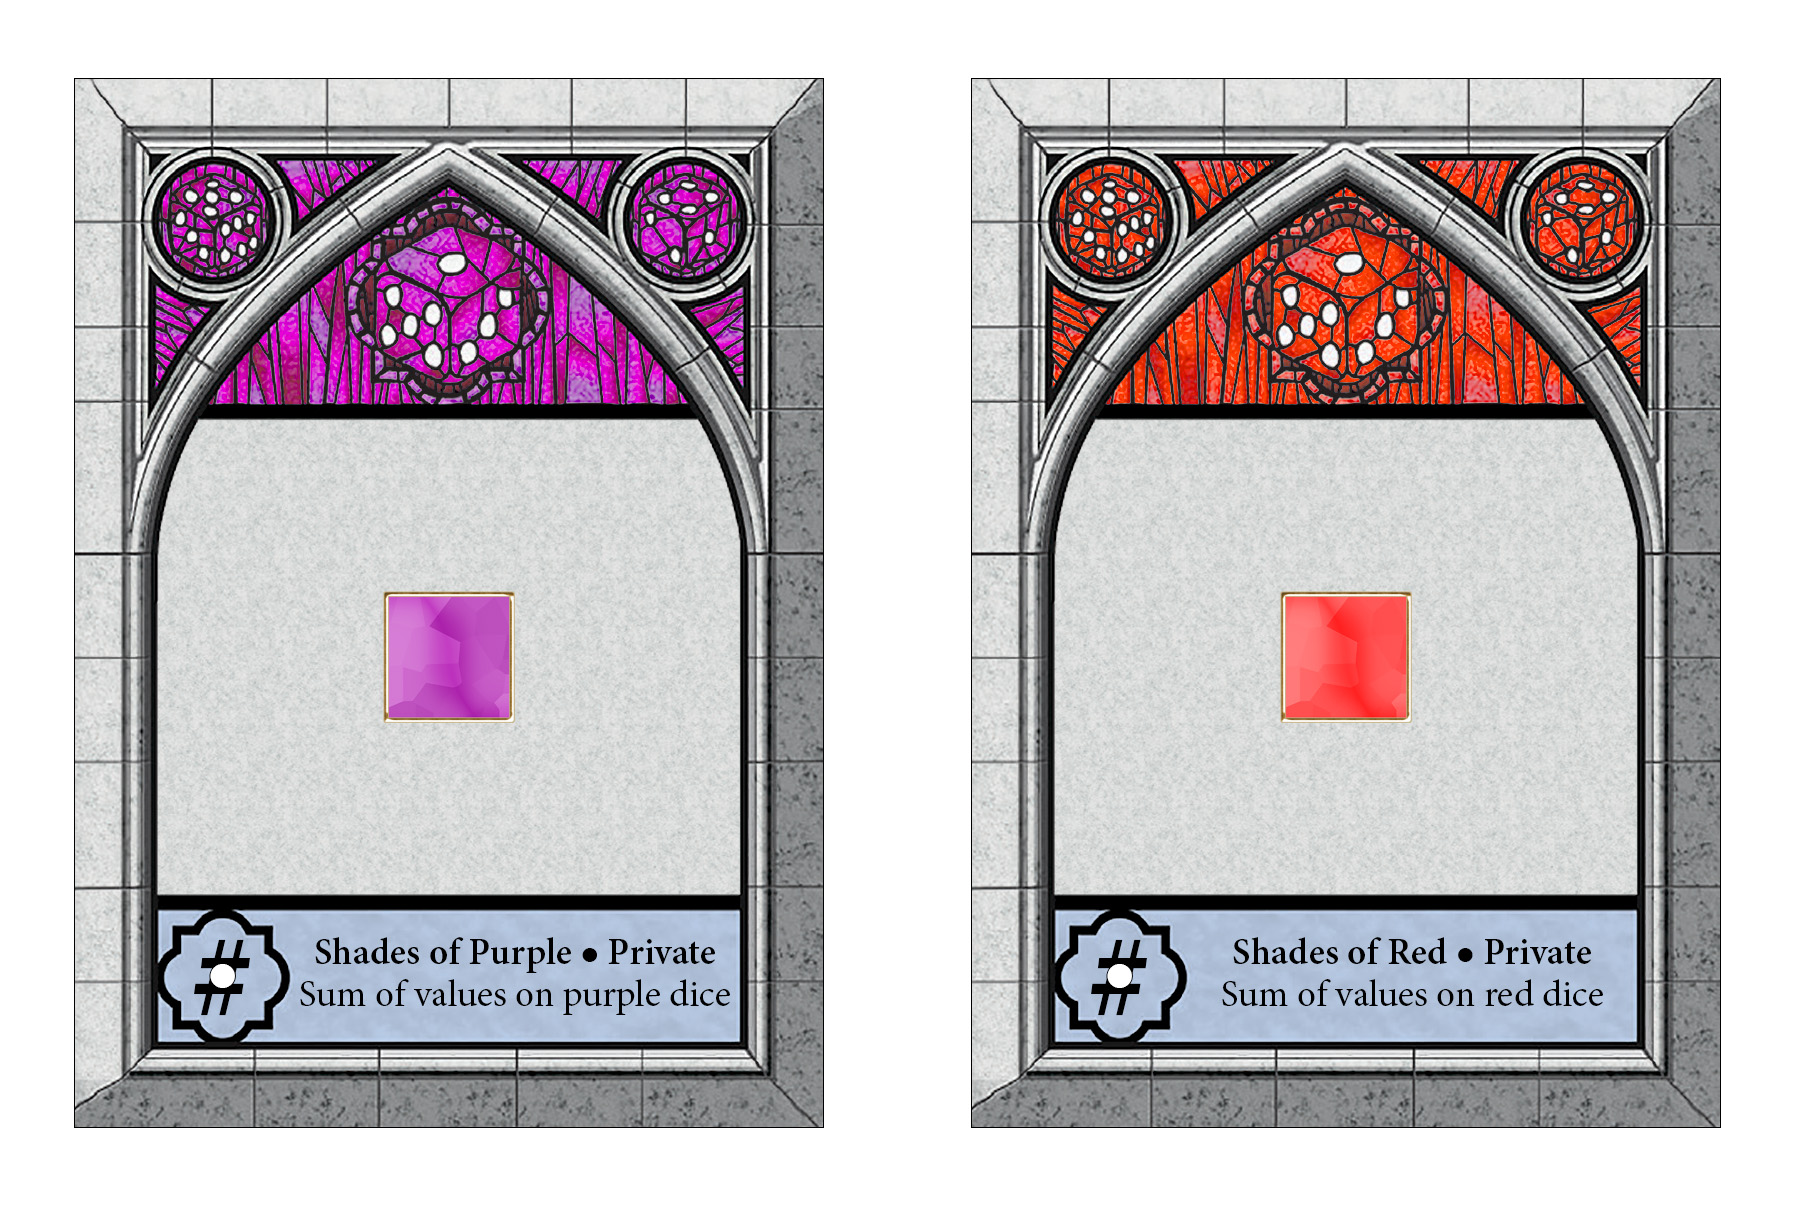 #
Shades of Purple ● Private
Sum of values on purple dice
#
Shades of Red ● Private
Sum of values on red dice